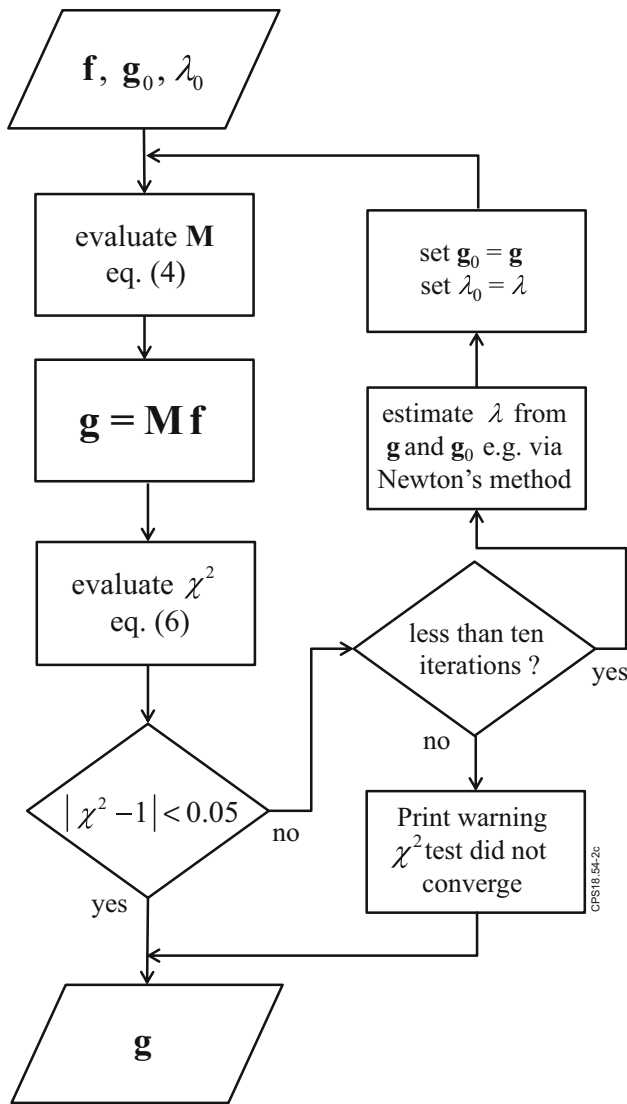 f, g₀, λ₀
evaluate M
eq. (4)
g = M f
evaluate χ²
eq. (6)
| χ² −1| < 0.05
no
yes
g
set g₀ = g
set λ₀ = λ
estimate λ from
g and g₀ e.g. via
Newton’s method
less than ten
iterations ?
yes
no
Print warning
χ² test did not
converge
CPS18.54-2c